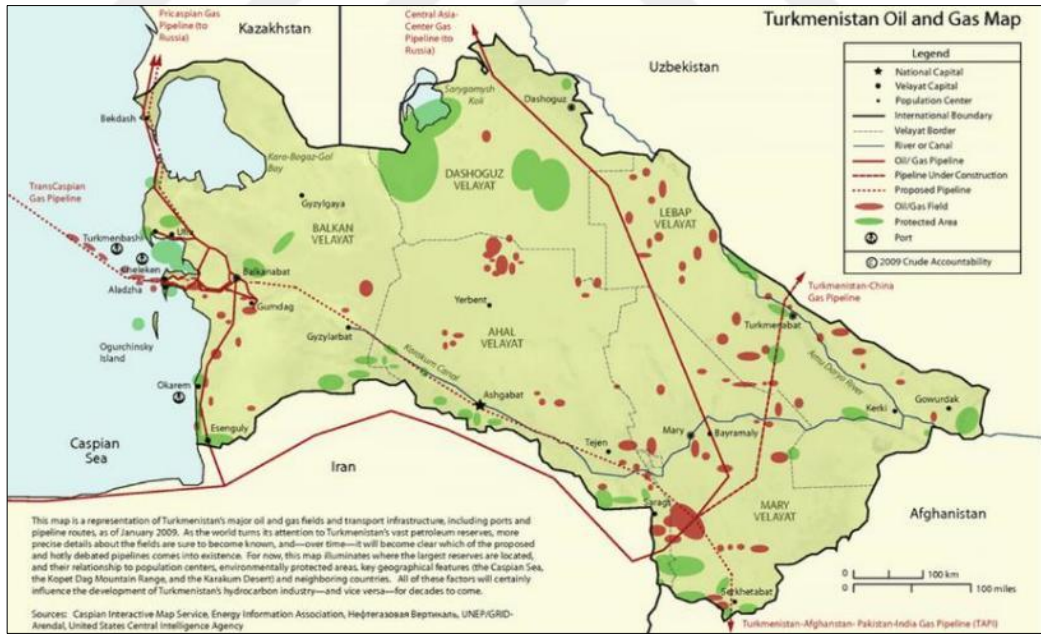 Turkmenistan Oil and Gas Map
Legend
National Capital
Velayat Capital
Population Center
International Boundary
Velayat Border
River or Canal
Oil/ Gas Pipeline
Pipeline Under Construction
Proposed Pipeline
Oil/Gas Field
Protected Area
Port
© 2009 Crude Accountability
Pricaspian Gas
Pipeline (to
Russia)
Kazakhstan
Central Asia-
Center Gas
Pipeline (to
Russia)
Uzbekistan
Sarygamysh
Koli
Dashoguz
Bekdash
Kara-Bogaz-Gol
Bay
DASHOGUZ
VELAYAT
TransCaspian
Gas Pipeline
Gyzylgaya
BALKAN
VELAYAT
LEBAP
VELAYAT
Turkmenbashi
Ufra
Cheleken
Aladzha
Balkanabat
Gumdag
Yerbent
Turkmenistan-China
Gas Pipeline
Turkmenabat
Gyzylarbat
AHAL
VELAYAT
Ogurchinsky
Island
Karakum Canal
Amu Darya River
Okarem
Ashgabat
Kerki
Gowurdak
Esenguly
Tejen
Mary
Bayramaly
Caspian
Sea
Iran
Saragt
MARY
VELAYAT
Afghanistan
Serkhetabat
0
100 km
0
100 miles
Turkmenistan-Afghanistan- Pakistan-India Gas Pipeline (TAPI)
This map is a representation of Turkmenistan's major oil and gas fields and transport infrastructure, including ports and
pipeline routes, as of January 2009. As the world turns its attention to Turkmenistan's vast petroleum reserves, more
precise details about the fields are sure to become known, and—over time—it will become clear which of the proposed
and hotly debated pipelines comes into existence. For now, this map illuminates where the largest reserves are located,
and their relationship to population centers, environmentally protected areas, key geographical features (the Caspian Sea,
the Kopet Dag Mountain Range, and the Karakum Desert) and neighboring countries. All of these factors will certainly
influence the development of Turkmenistan's hydrocarbon industry—and vice versa—for decades to come.
Sources: Caspian Interactive Map Service, Energy Information Association, Нефтегазовая Вертикаль, UNEP/GRID-
Arendal, United States Central Intelligence Agency